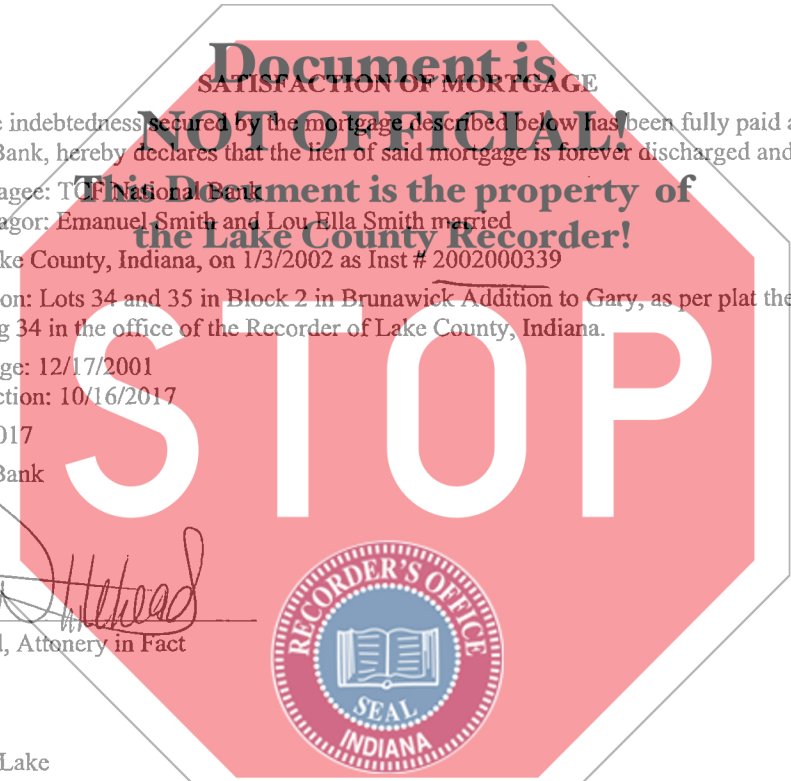 Document is
SATISFACTION OF MORTGAGE
NOT OFFICIAL!
e indebtedness secured by the mortgage described below has been fully paid a
Bank, hereby declares that the lien of said mortgage is forever discharged and
This Document is the property of
agee: TCF National Bank
agor: Emanuel Smith and Lou Ella Smith married
the Lake County Recorder!
ke County, Indiana, on 1/3/2002 as Inst # 2002000339
on: Lots 34 and 35 in Block 2 in Brunawick Addition to Gary, as per plat the
g 34 in the office of the Recorder of Lake County, Indiana.
ge: 12/17/2001
ction: 10/16/2017
017
Bank
STOP
d, Attonery in Fact
RECORDER'S OFFICE
SEAL
INDIANA
Lake